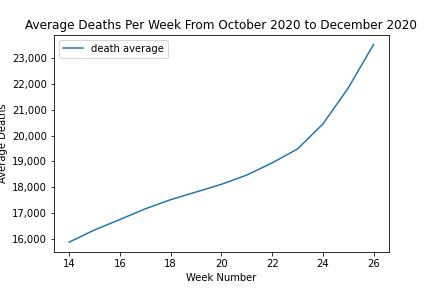 Average Deaths Per Week From October 2020 to December 2020
death average
23,000
22,000
21,000
20,000
19,000
18,000
17,000
16,000
Average Deaths
14 16 18 20 22 24 26
Week Number